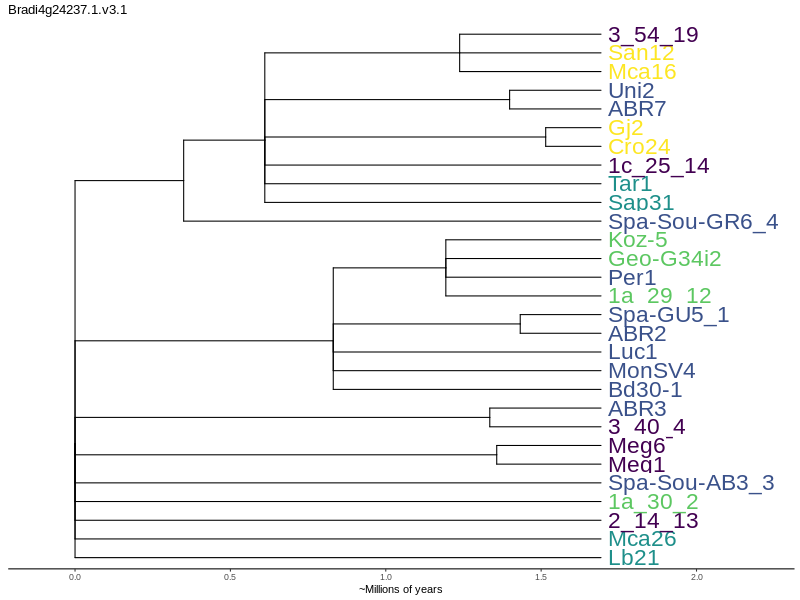 Bradi4g24237.1.v3.1
3_54_19
San12
Mca16
Uni2
ABR7
Gj2
Cro24
1c_25_14
Tar1
Sap31
Spa-Sou-GR6_4
Koz-5
Geo-G34i2
Per1
1a_29_12
Spa-GU5_1
ABR2
Luc1
MonSV4
Bd30-1
ABR3
3_40_4
Meg6
Meg1
Spa-Sou-AB3_3
1a_30_2
2_14_13
Mca26
Lb21
0.0 0.5 1.0 1.5 2.0
~Millions of years